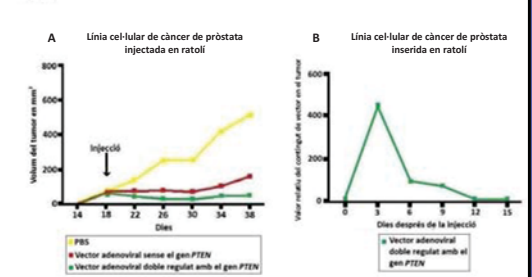 A
Línia cel·lular de càncer de pròstata
injectada en ratolí
Volum del tumor en mm³
800
600
400
200
0
Injecció
14 18 22 26 30 34 38
Dies
PBS
Vector adenoviral sense el gen PTEN
Vector adenoviral doble regulat amb el gen PTEN
B
Línia cel·lular de càncer de pròstata
inserida en ratolí
Valor relatiu del contingut de vector en el tumor
600
400
200
0
0 3 6 9 12 15
Dies després de la injecció
Vector adenoviral
doble regulat amb el
gen PTEN